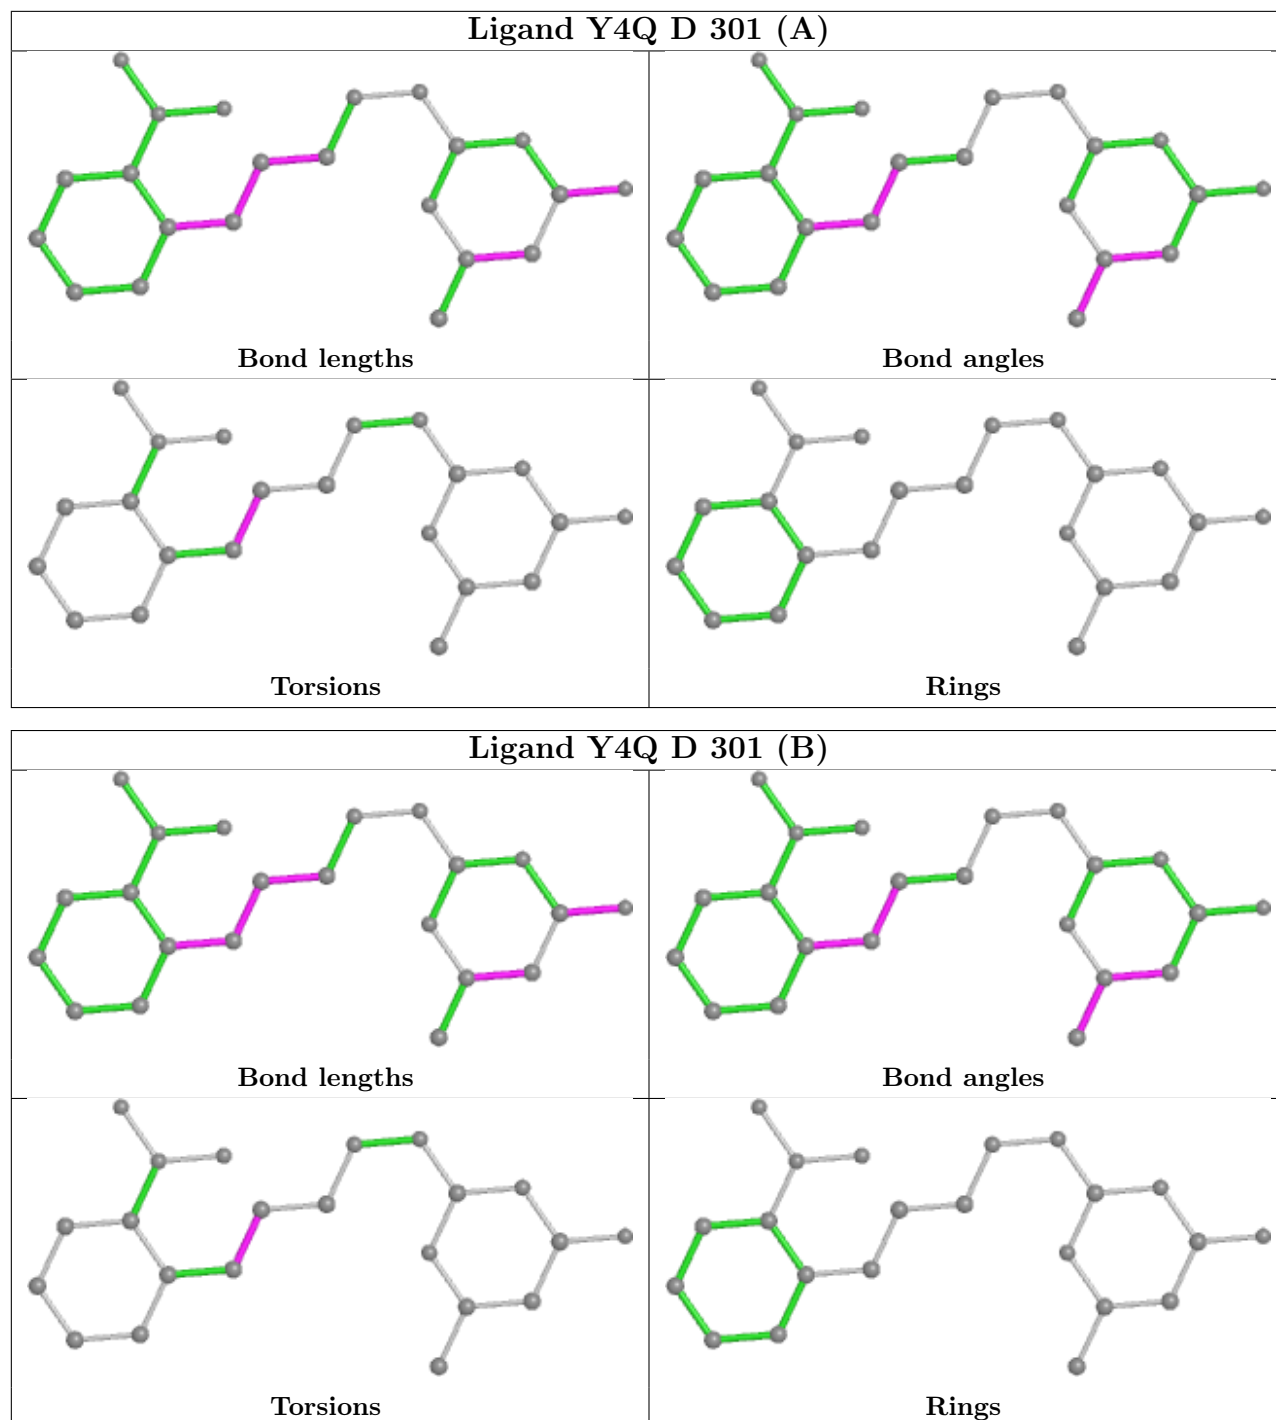 Ligand Y4Q D 301 (A)
Bond lengths
Bond angles
Torsions
Rings
Ligand Y4Q D 301 (B)
Bond lengths
Bond angles
Torsions
Rings